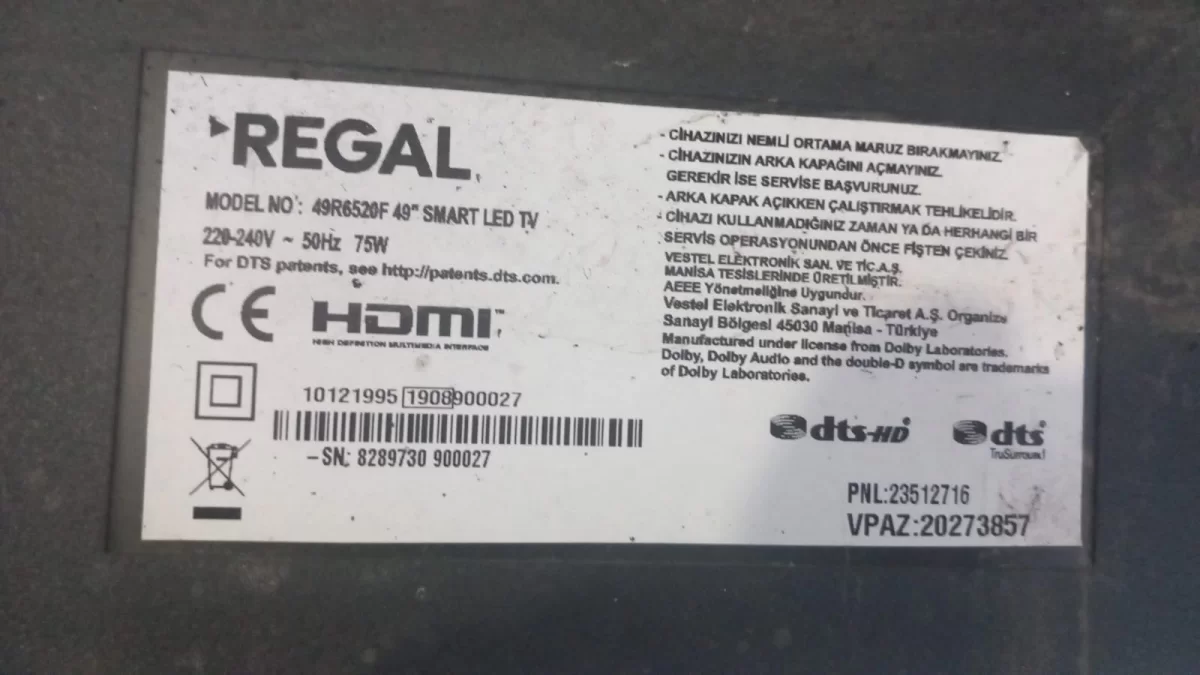 REGAL
MODEL NO : 49R6520F 49" SMART LED TV
220-240V ~ 50Hz 75W
For DTS patents, see http://patents.dts.com.
CE HDMI™
HIGH DEFINITION MULTIMEDIA INTERFACE
10121995 1908900027
SN: 8289730 900027
- CİHAZINIZI NEMLİ ORTAMA MARUZ BIRAKMAYINIZ.
- CİHAZINIZIN ARKA KAPAĞINI AÇMAYINIZ.
GEREKİR İSE SERVİSE BAŞVURUNUZ.
- ARKA KAPAK AÇIKKEN ÇALIŞTIRMAK TEHLİKELİDİR.
- CİHAZI KULLANMADIĞINIZ ZAMAN YA DA HERHANGİ BİR
SERVİS OPERASYONUNDAN ÖNCE FİŞTEN ÇEKİNİZ.
VESTEL ELEKTRONİK SAN. VE TİC.A.Ş.
MANİSA TESİSLERİNDE ÜRETİLMİŞTİR.
AEEE Yönetmeliğine Uygundur.
Vestel Elektronik Sanayi ve Ticaret A.Ş. Organize
Sanayi Bölgesi 45030 Manisa - Türkiye
Manufactured under license from Dolby Laboratories.
Dolby, Dolby Audio and the double-D symbol are trademarks
of Dolby Laboratories.
dts-HD dts
TruSurround
PNL:23512716
VPAZ:20273857